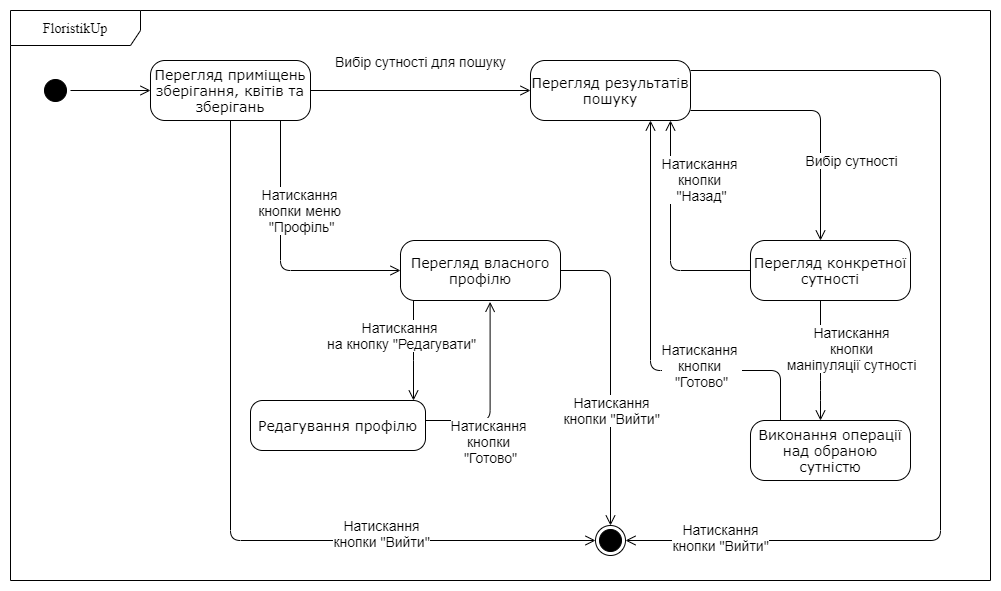 FloristikUp
Перегляд приміщень
зберігання, квітів та
зберігань
Вибір сутності для пошуку
Перегляд результатів
пошуку
Натискання
кнопки
"Назад"
Вибір сутності
Натискання
кнопки меню
"Профіль"
Перегляд власного
профілю
Перегляд конкретної
сутності
Натискання
на кнопку "Редагувати"
Натискання
кнопки
маніпуляції сутності
Натискання
кнопки
"Готово"
Редагування профілю
Натискання
кнопки
"Готово"
Натискання
кнопки "Вийти"
Виконання операції
над обраною
сутністю
Натискання
кнопки "Вийти"
Натискання
кнопки "Вийти"